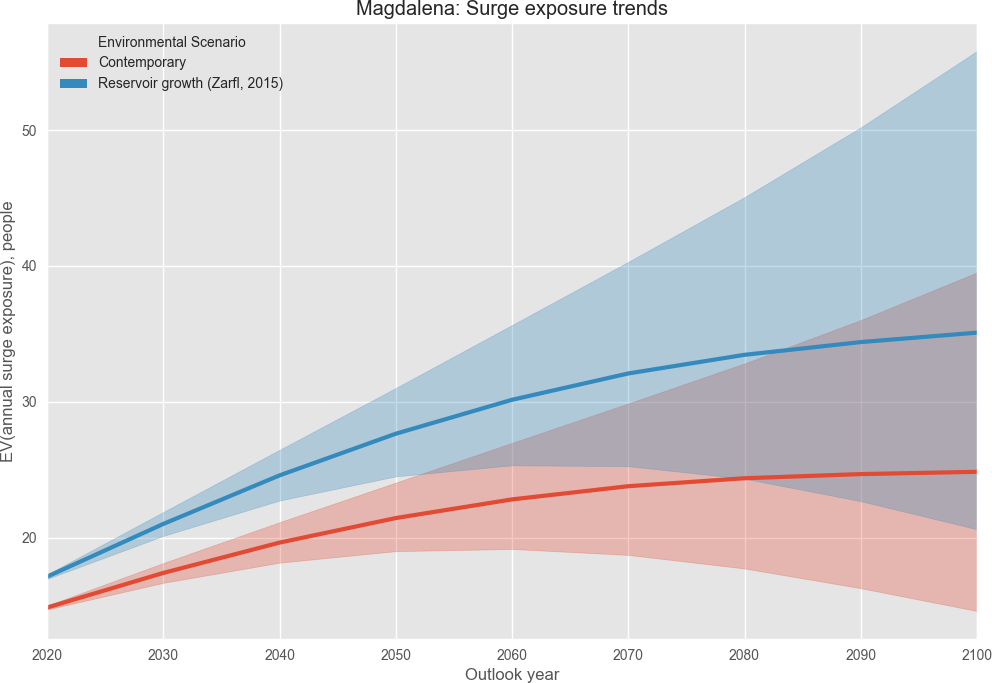 Magdalena: Surge exposure trends
Environmental Scenario
Contemporary
Reservoir growth (Zarfl, 2015)
EV(annual surge exposure), people
50
40
30
20
2020 2030 2040 2050 2060 2070 2080 2090 2100
Outlook year